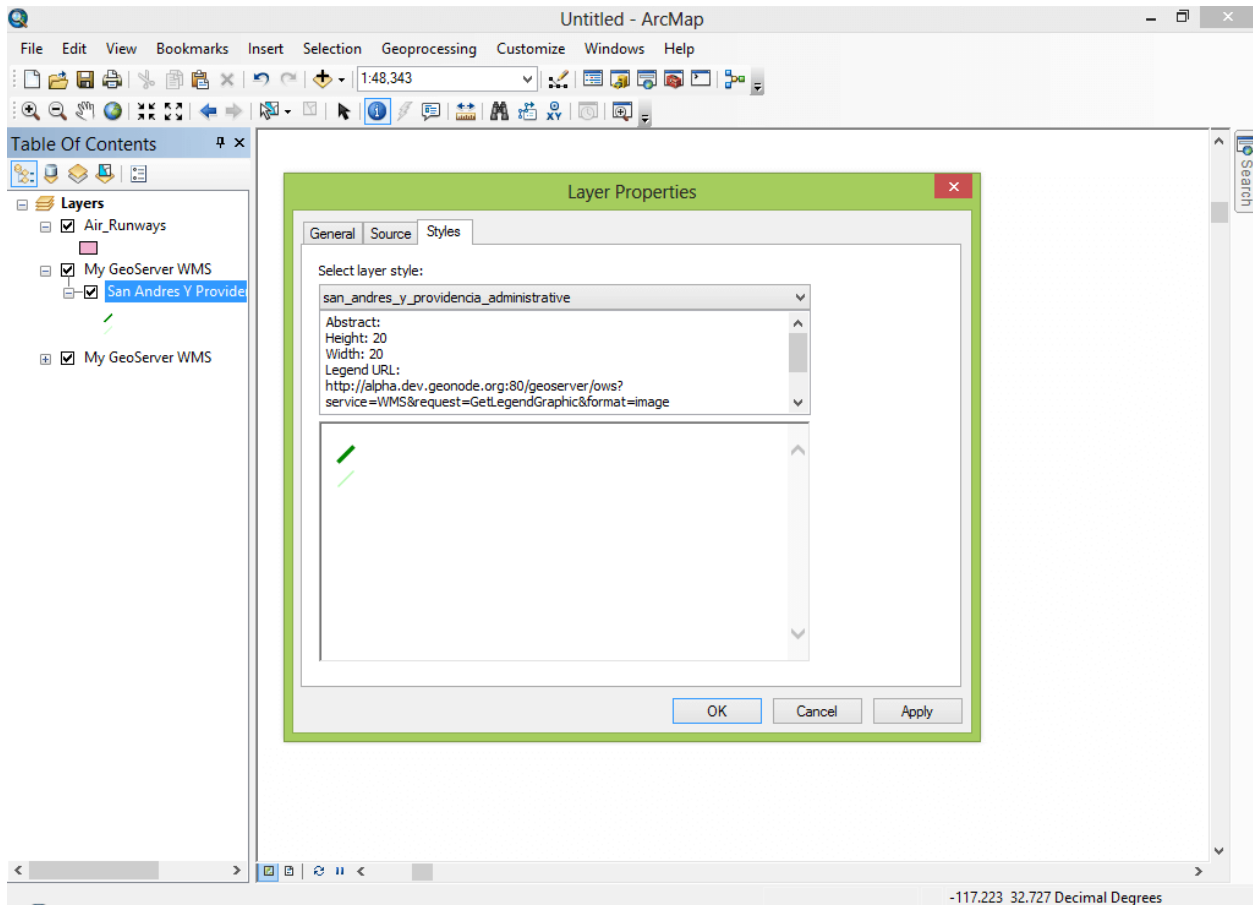 Untitled - ArcMap
File Edit View Bookmarks Insert Selection Geoprocessing Customize Windows Help
1:48,343
Table Of Contents
Layers
Air_Runways
My GeoServer WMS
San Andres Y Provide
My GeoServer WMS
Layer Properties
General Source Styles
Select layer style:
san_andres_y_providencia_administrative
Abstract:
Height: 20
Width: 20
Legend URL:
http://alpha.dev.geonode.org:80/geoserver/ows?
service=WMS&request=GetLegendGraphic&format=image
OK Cancel Apply
Search
-117.223 32.727 Decimal Degrees